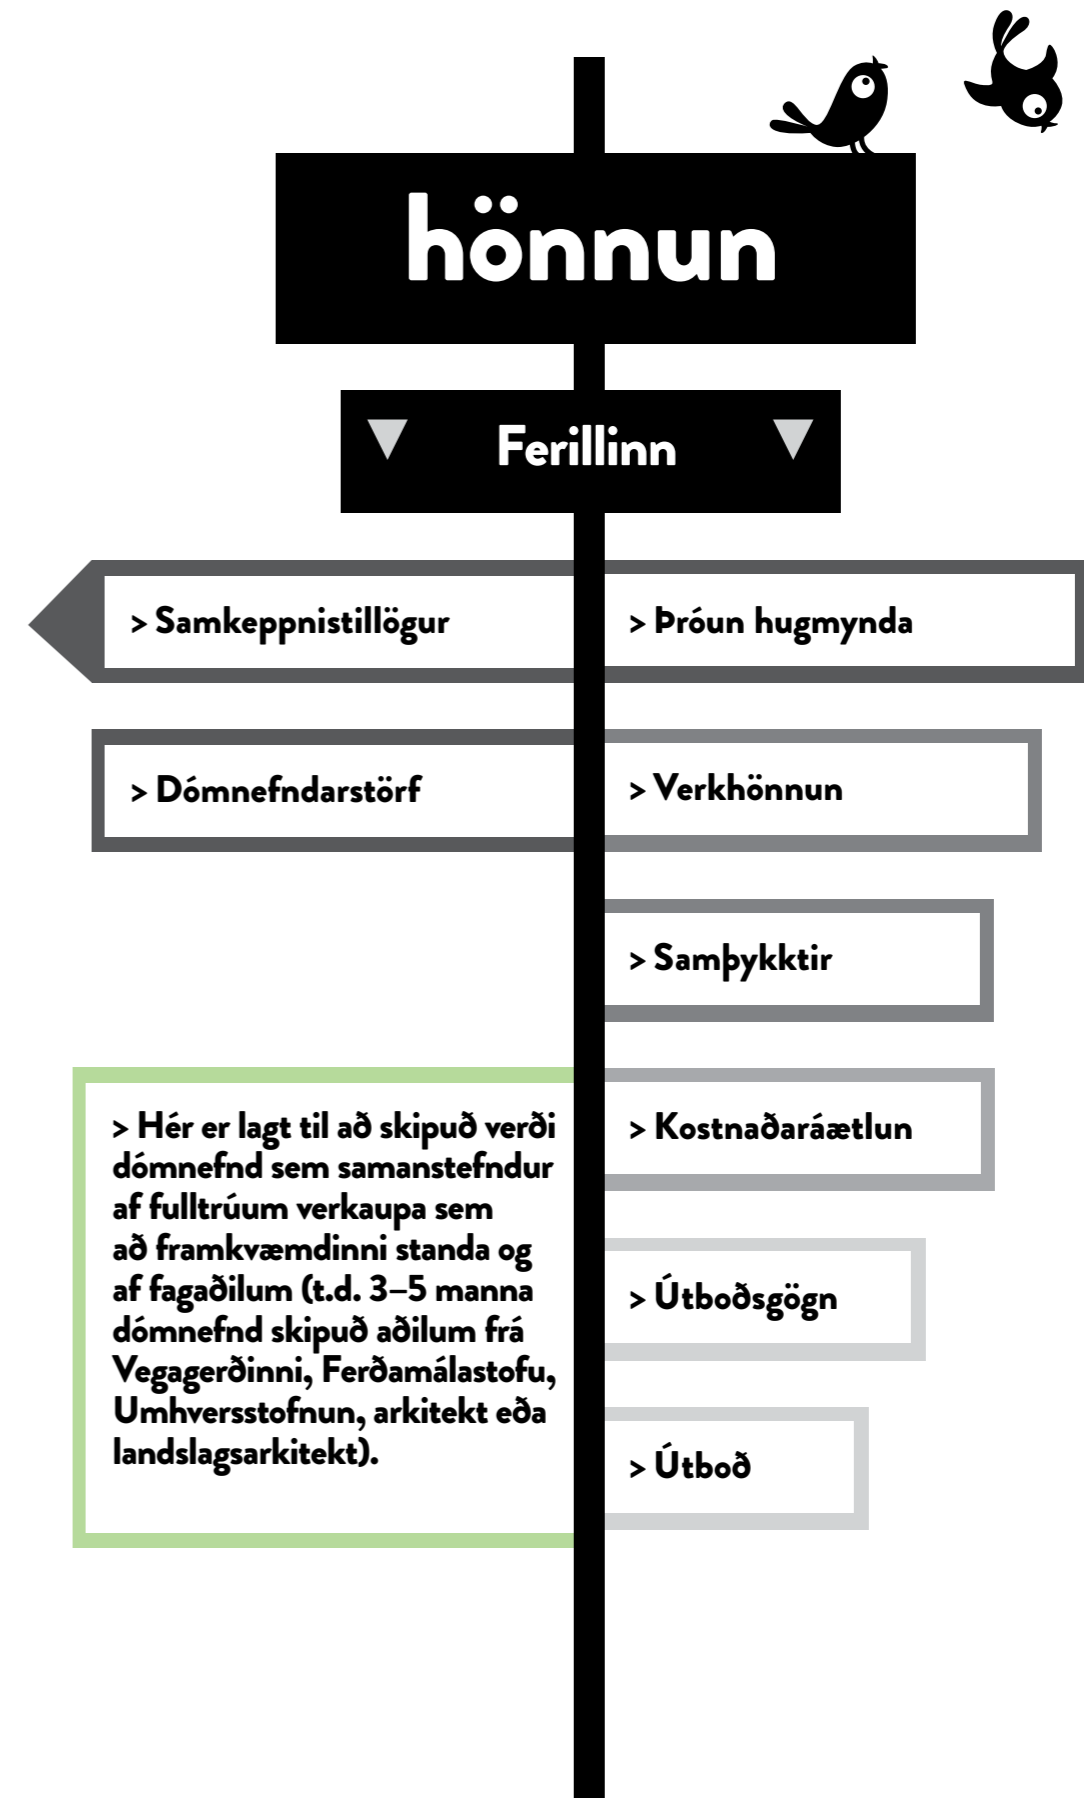 hönnun
Ferillinn
> Samkeppnistillögur
> Dómnefndarstörf
> Hér er lagt til að skipuð verði
dómnefnd sem samanstefndur
af fulltrúum verkaupa sem
að framkvæmdinni standa og
af fagaðilum (t.d. 3–5 manna
dómnefnd skipuð aðilum frá
Vegagerðinni, Ferðamálastofu,
Umhversstofnun, arkitekt eða
landslagsarkitekt).
> Þróun hugmynda
> Verkhönnun
> Samþykktir
> Kostnaðaráætlun
> Útboðsgögn
> Útboð